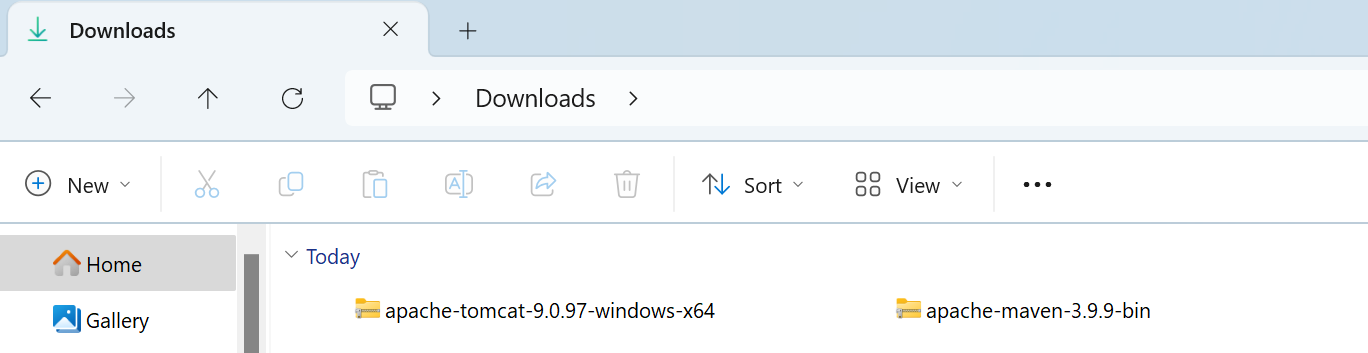 Downloads
Downloads
New Sort View
Home
Gallery
Today
apache-tomcat-9.0.97-windows-x64 apache-maven-3.9.9-bin